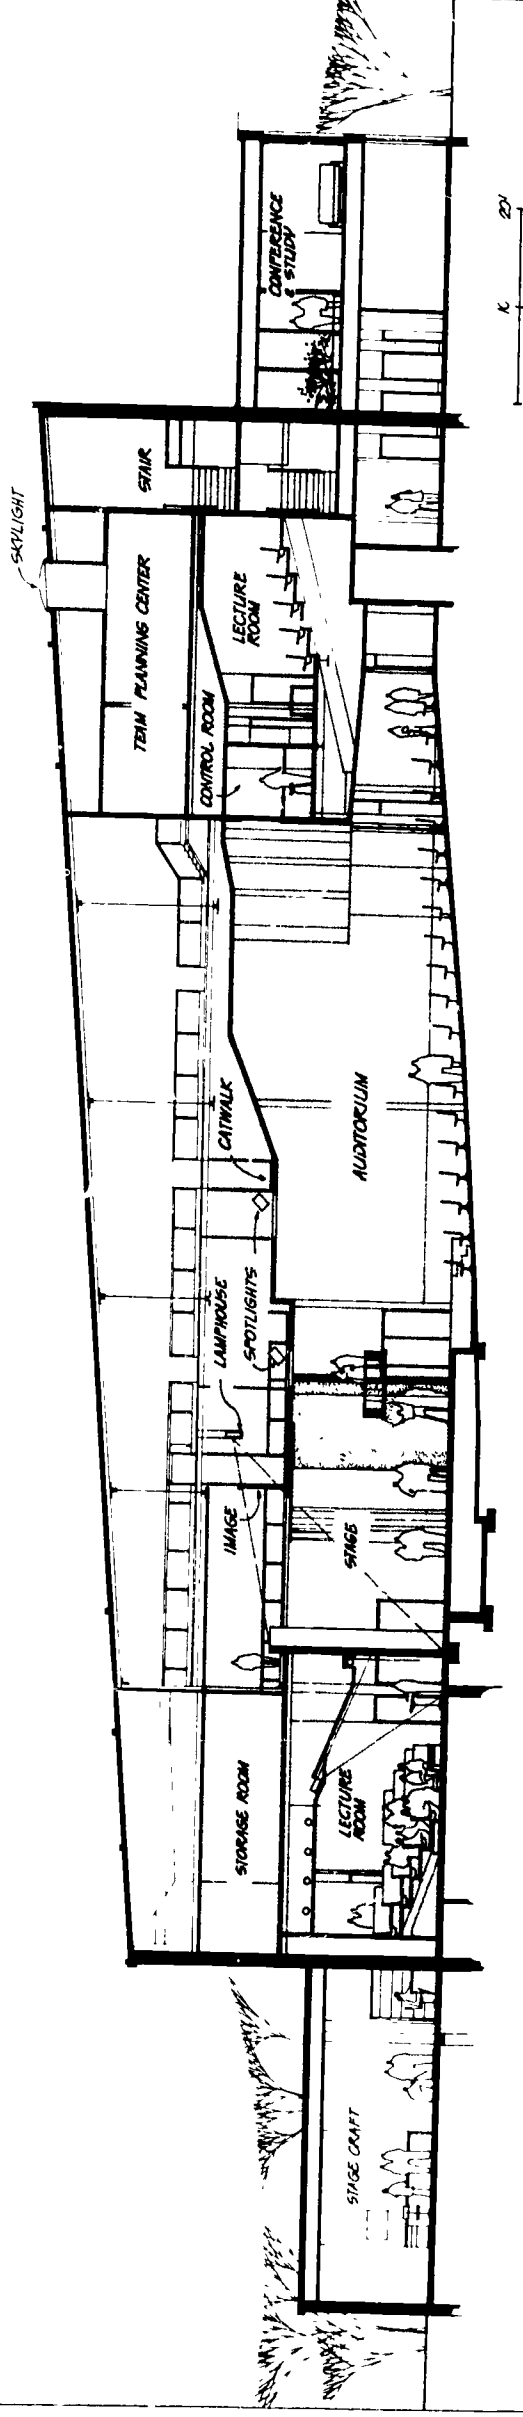 SKYLIGHT
STAIR
CONFERENCE
& STUDY
TEAM PLANNING CENTER
LECTURE
ROOM
CONTROL ROOM
CATWALK
AUDITORIUM
LAMPHOUSE
SPOTLIGHTS
IMAGE
STAGE
STORAGE ROOM
LECTURE
ROOM
STAGE CRAFT
20'